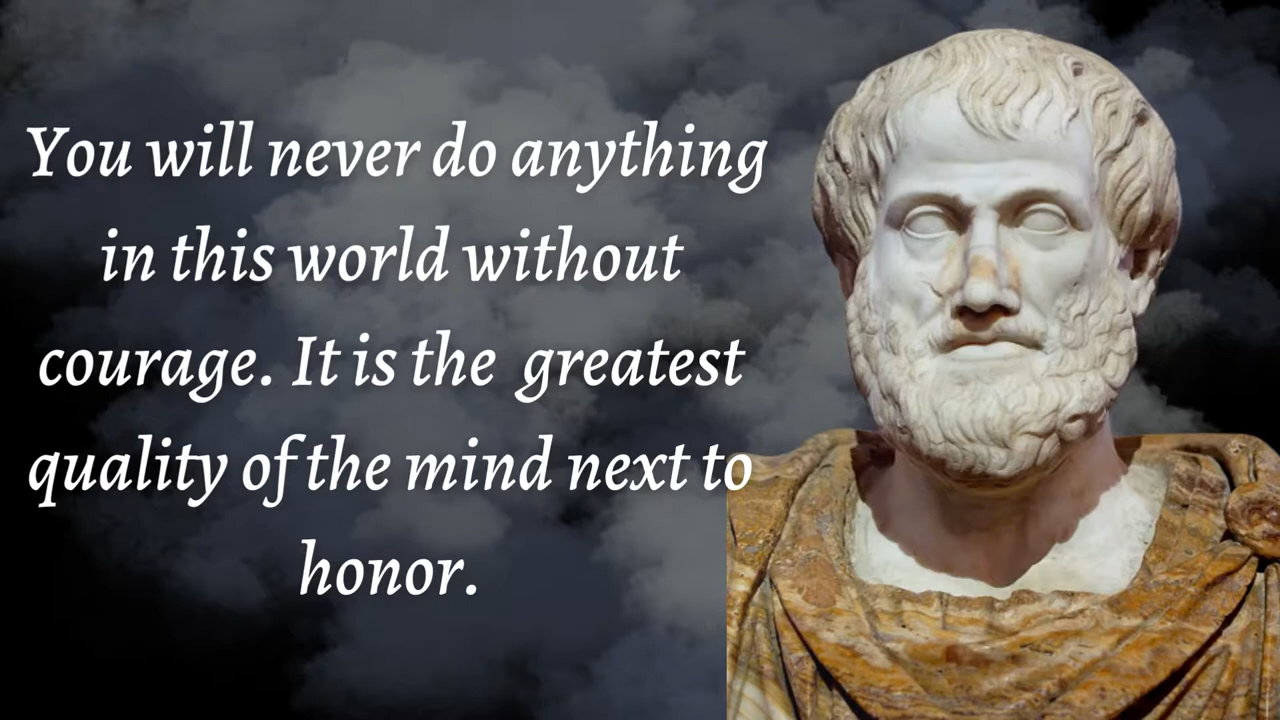 You will never do anything
in this world without
courage. It is the greatest
quality of the mind next to
honor.